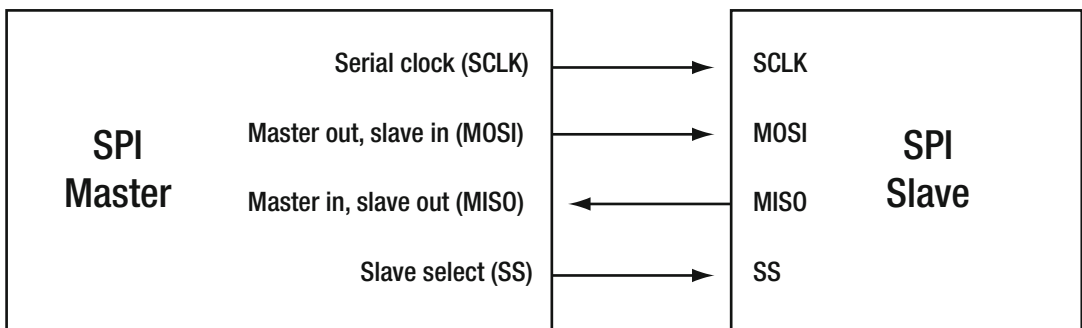 SPI
Master
Serial clock (SCLK)
Master out, slave in (MOSI)
Master in, slave out (MISO)
Slave select (SS)
SCLK
MOSI
MISO
SS
SPI
Slave